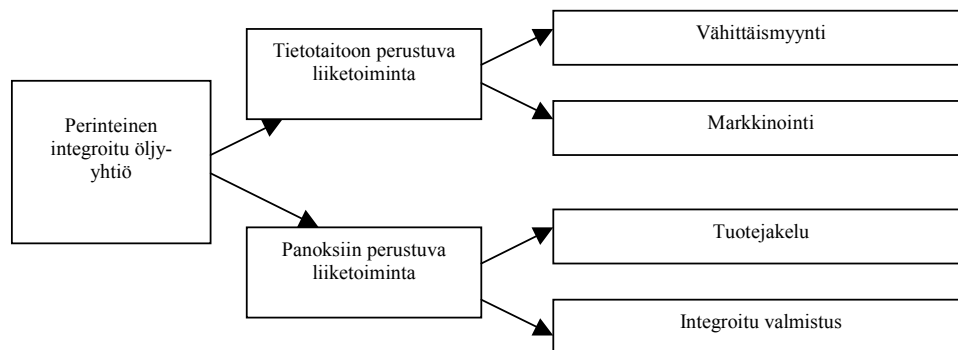 Perinteinen
integroitu öljy-
yhtiö
Tietotaitoon perustuva
liiketoiminta
Vähittäismyynti
Markkinointi
Panoksiin perustuva
liiketoiminta
Tuotejakelu
Integroitu valmistus